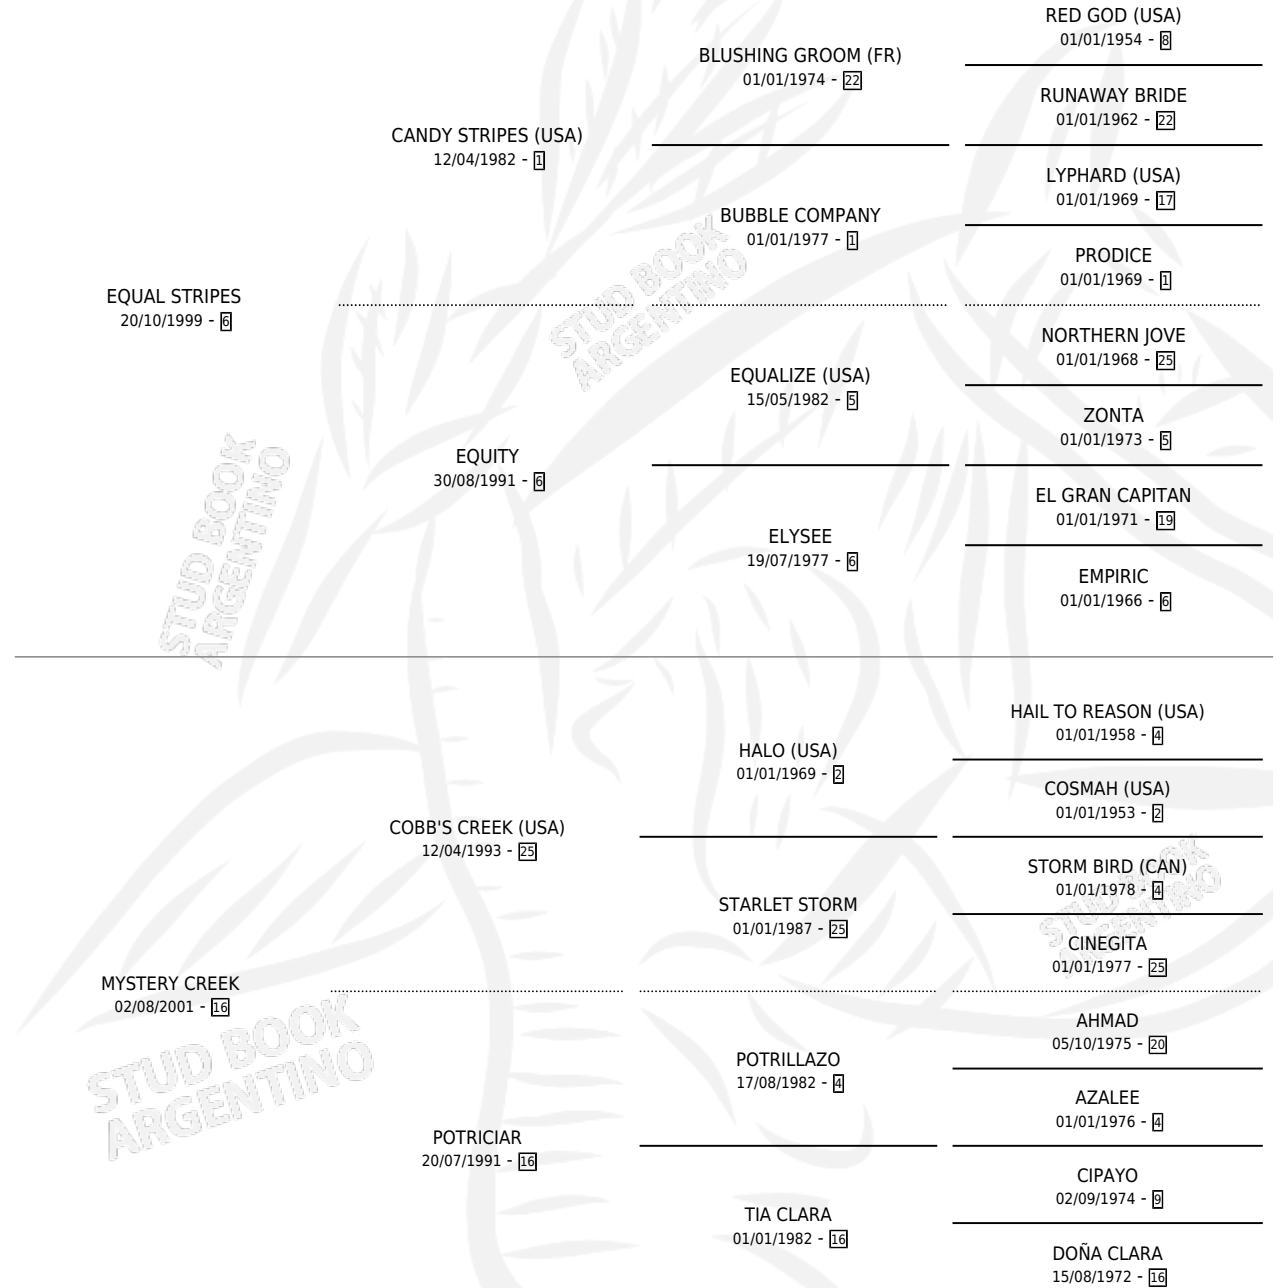 RED GOD (USA)
01/01/1954 - 8
BLUSHING GROOM (FR)
01/01/1974 - 22
RUNAWAY BRIDE
01/01/1962 - 22
CANDY STRIPES (USA)
12/04/1982 - 1
LYPHARD (USA)
01/01/1969 - 17
BUBBLE COMPANY
01/01/1977 - 1
PRODICE
01/01/1969 - 1
EQUAL STRIPES
20/10/1999 - 6
STUD BOOK
ARGENTINO
NORTHERN JOVE
01/01/1968 - 25
EQUALIZE (USA)
15/05/1982 - 5
ZONTA
01/01/1973 - 5
EQUITY
30/08/1991 - 6
EL GRAN CAPITAN
01/01/1971 - 19
ELYSEE
19/07/1977 - 6
EMPIRIC
01/01/1966 - 6
STUD BOOK
ARGENTINO
HAIL TO REASON (USA)
01/01/1958 - 4
HALO (USA)
01/01/1969 - 2
COSMAH (USA)
01/01/1953 - 2
COBB'S CREEK (USA)
12/04/1993 - 25
STORM BIRD (CAN)
01/01/1978 - 4
STUD BOOK
ARGENTINO
STARLET STORM
01/01/1987 - 25
CINEGITA
01/01/1977 - 25
MYSTERY CREEK
02/08/2001 - 16
STUD BOOK
ARGENTINO
AHMAD
05/10/1975 - 20
POTRILLAZO
17/08/1982 - 4
AZALEE
01/01/1976 - 4
POTRICIAR
20/07/1991 - 16
CIPAYO
02/09/1974 - 9
TIA CLARA
01/01/1982 - 16
DOÑA CLARA
15/08/1972 - 16